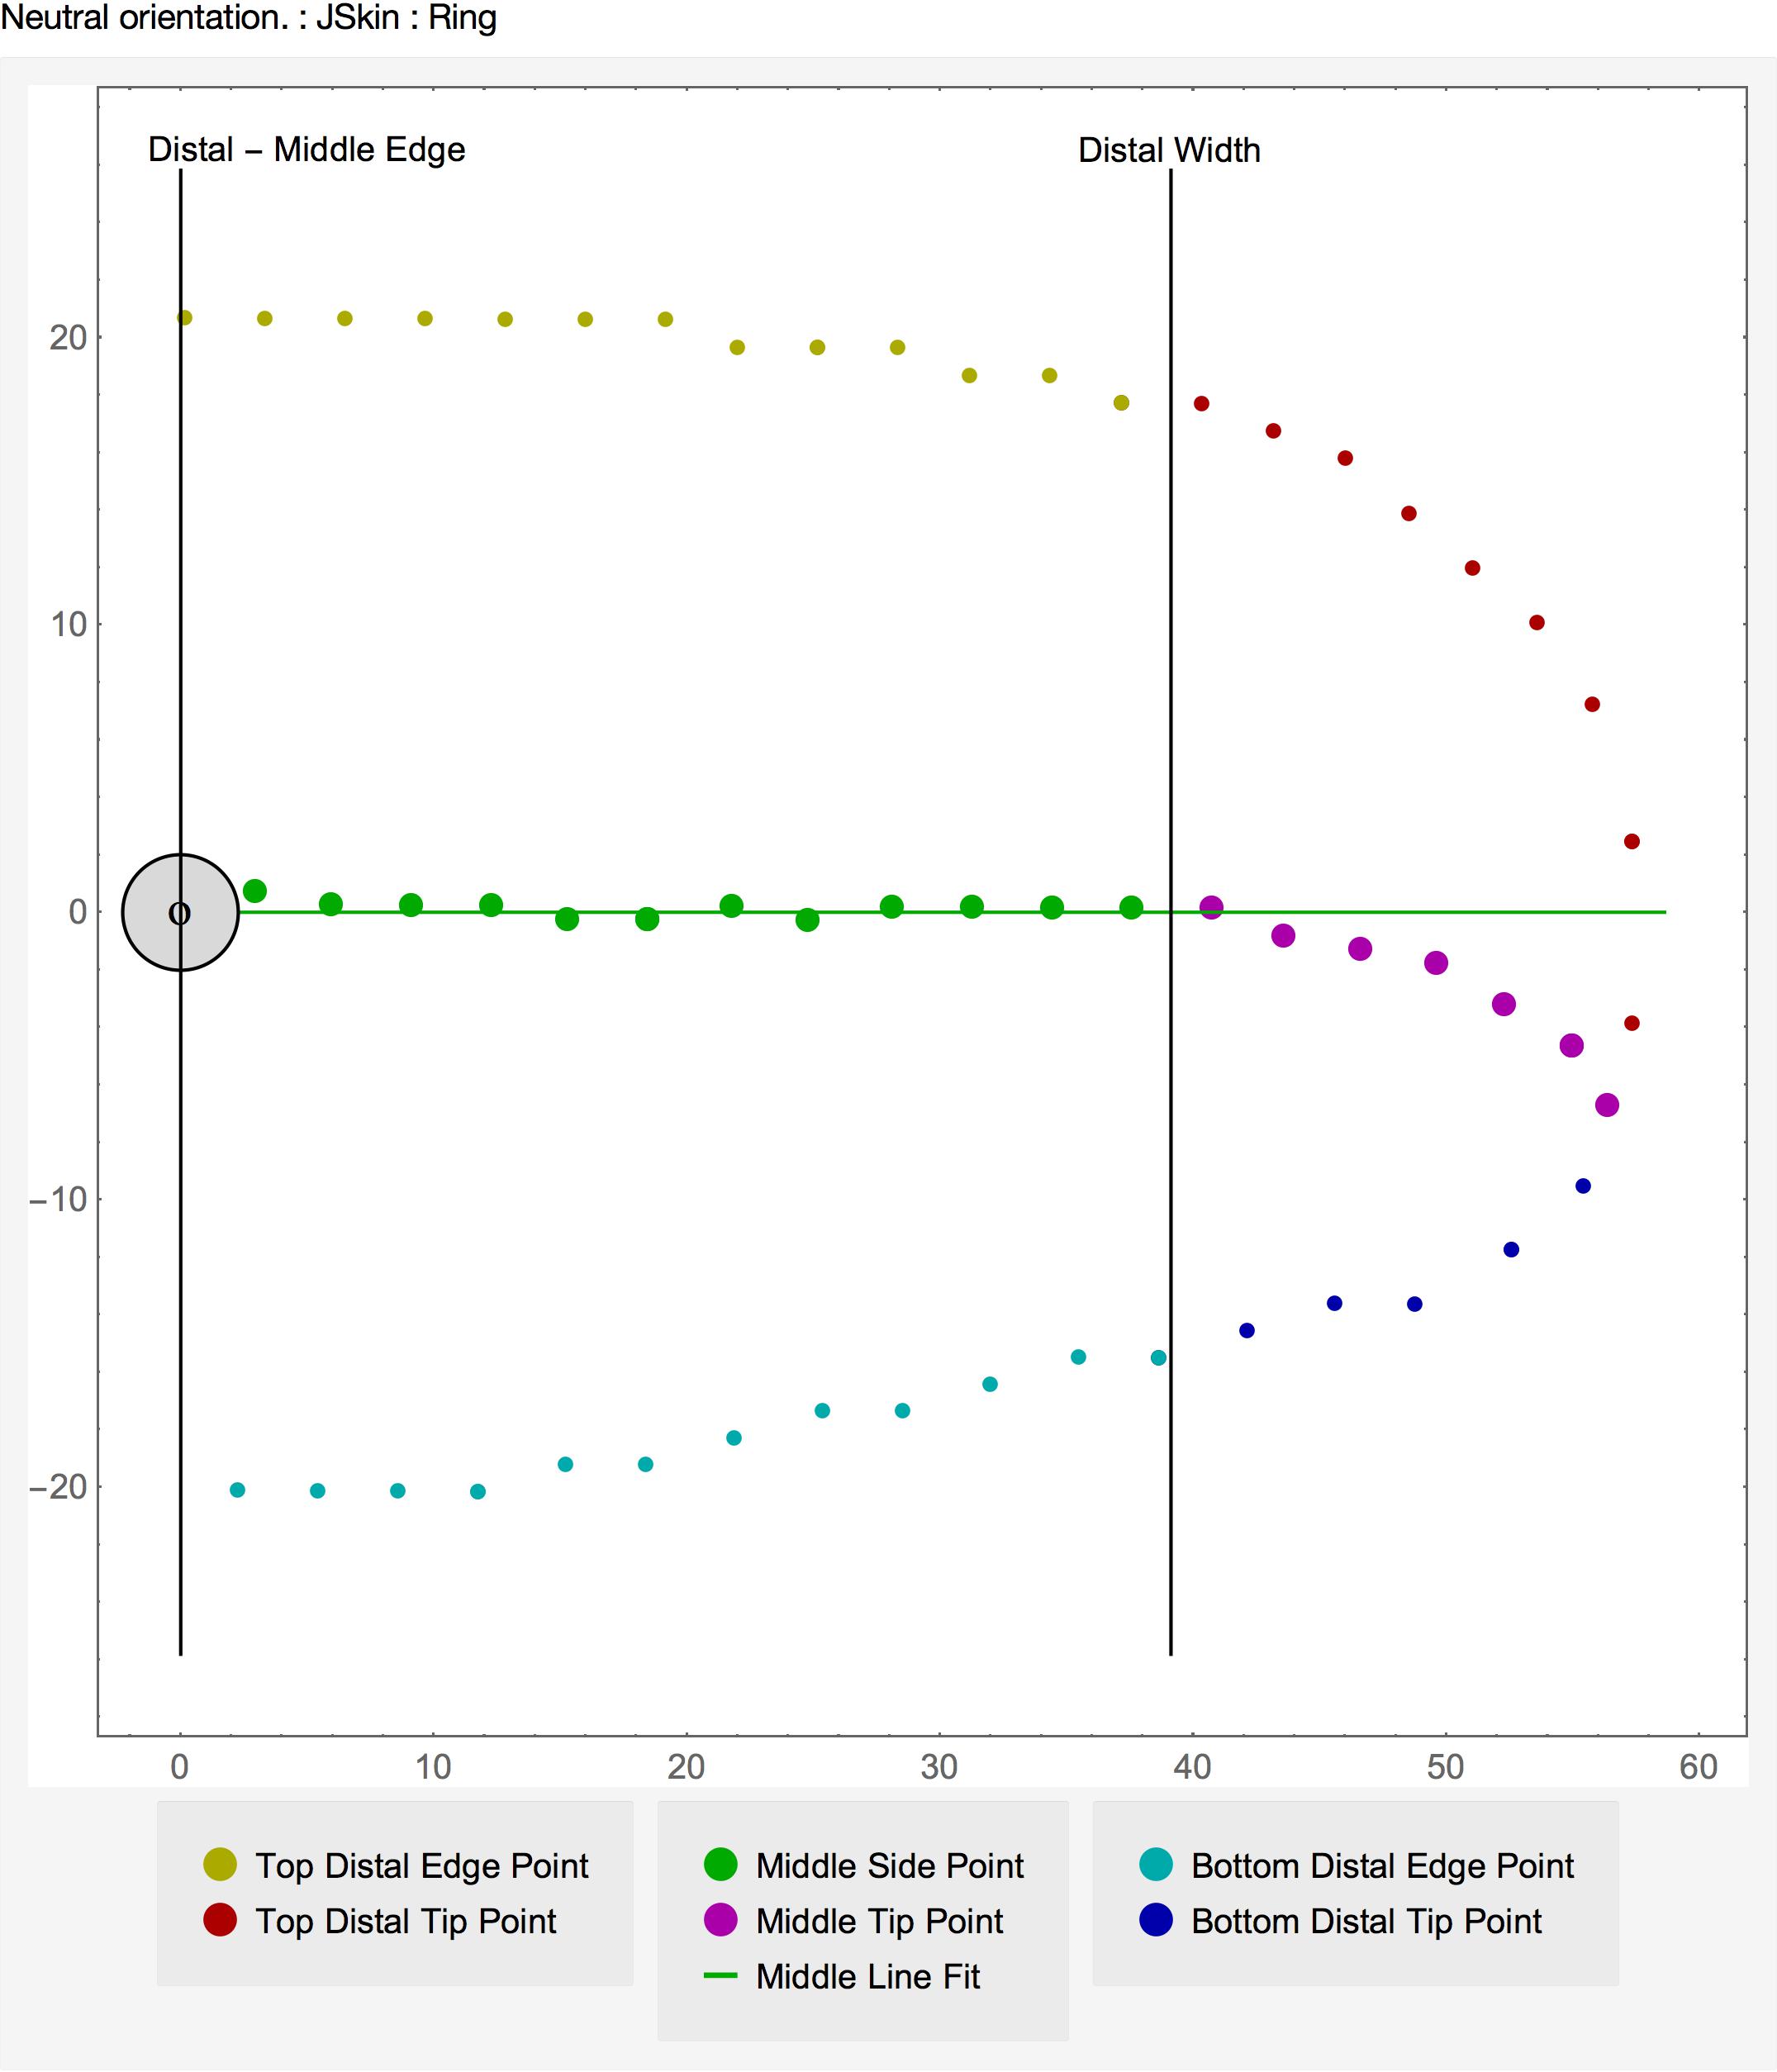 Neutral orientation. : JSkin : Ring
Distal – Middle Edge
Distal Width
20
10
0
O
−10
−20
0 10 20 30 40 50 60
Top Distal Edge Point
Top Distal Tip Point
Middle Side Point
Middle Tip Point
Middle Line Fit
Bottom Distal Edge Point
Bottom Distal Tip Point